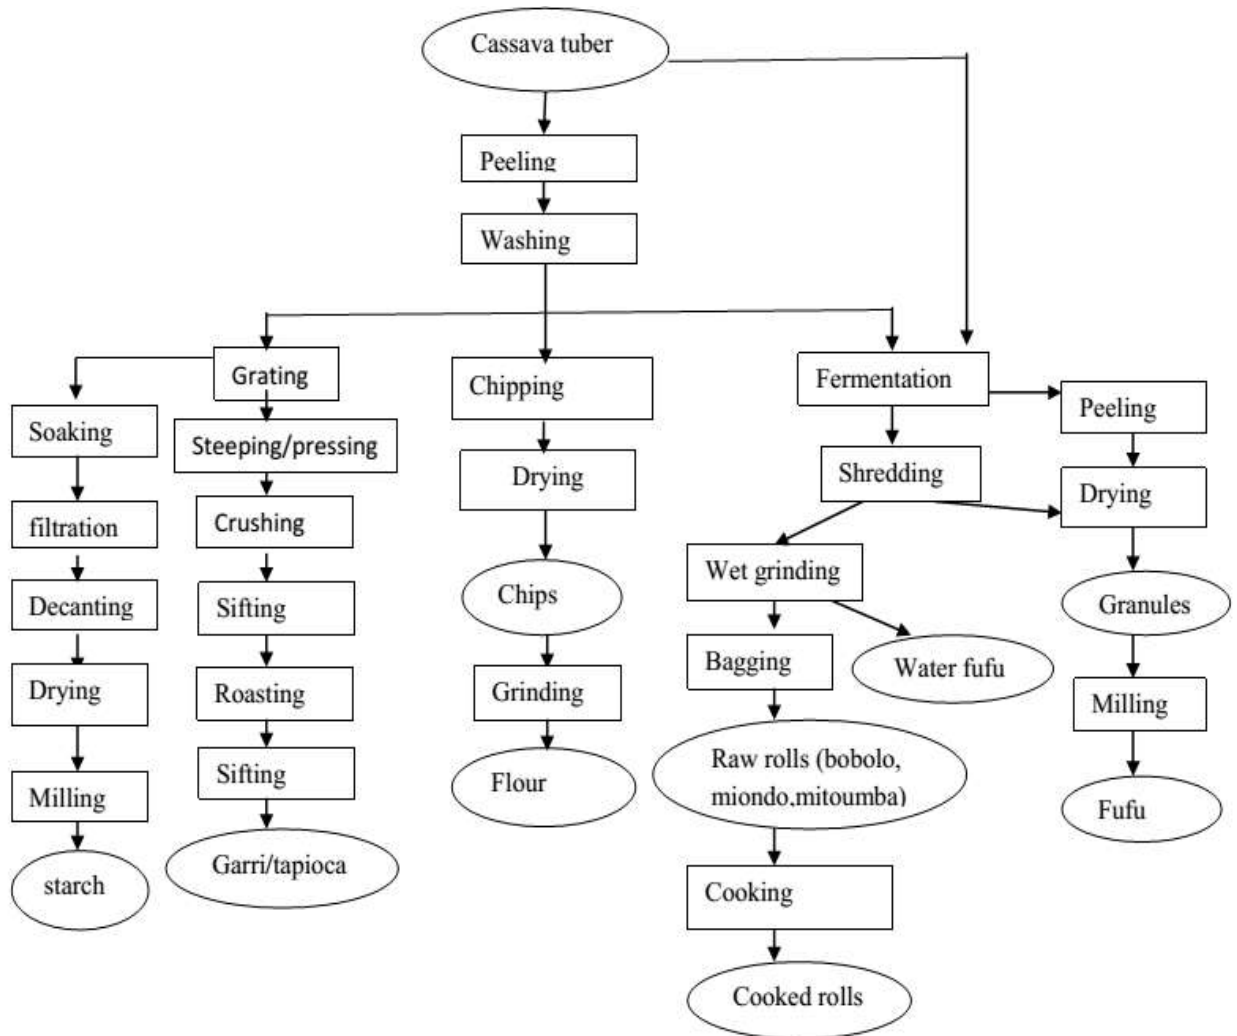 Cassava tuber
Peeling
Washing
Grating
Chipping
Fermentation
Peeling
Soaking
Steeping/pressing
Drying
Shredding
Drying
filtration
Crushing
Chips
Wet grinding
Granules
Decanting
Sifting
Bagging
Water fufu
Drying
Roasting
Grinding
Milling
Milling
Sifting
Flour
Raw rolls (bobolo,
miondo,mitoumba)
Fufu
starch
Garri/tapioca
Cooking
Cooked rolls